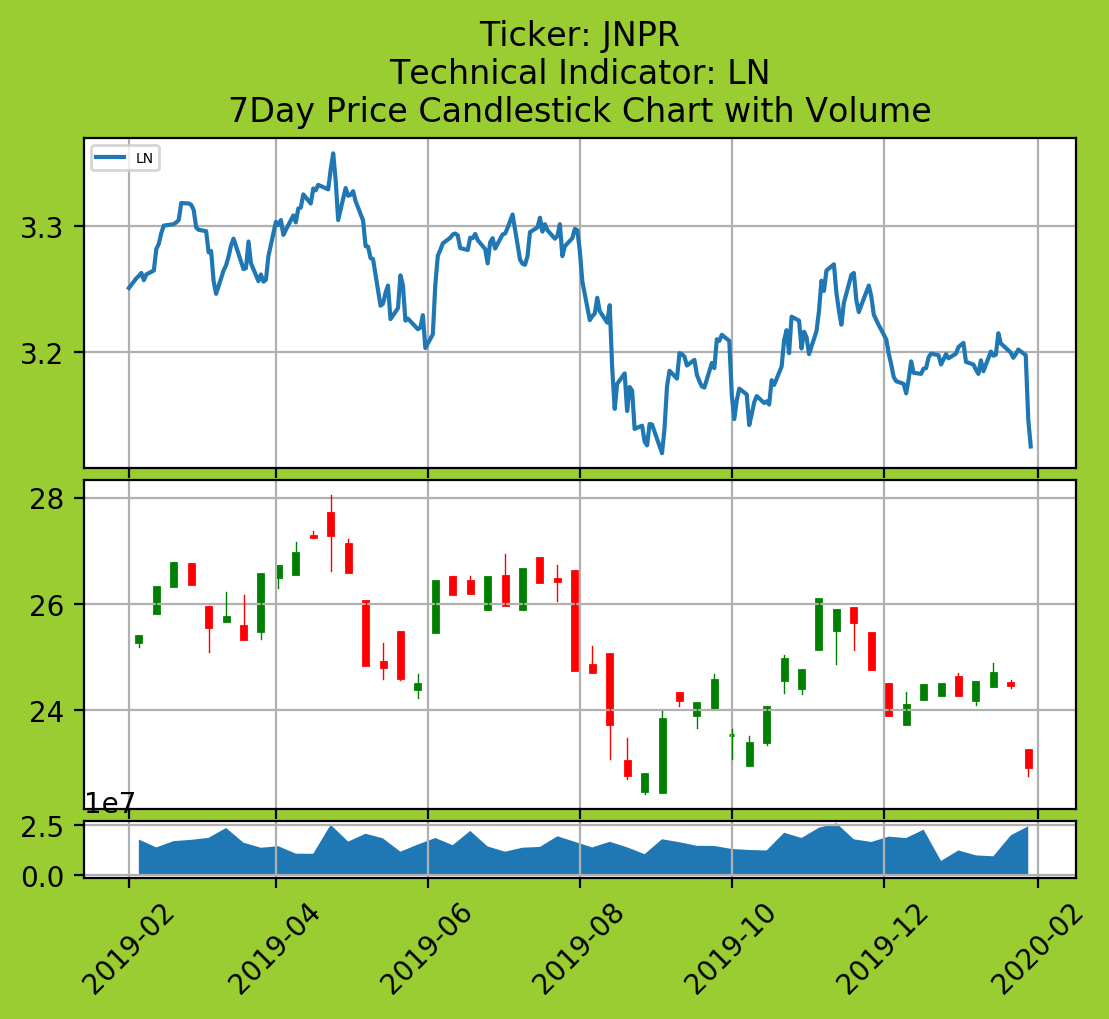 Ticker: JNPR
Technical Indicator: LN
7Day Price Candlestick Chart with Volume
LN
3.3
3.2
28
26
24
1e7
2.5
0.0
2019-02
2019-04
2019-06
2019-08
2019-10
2019-12
2020-02